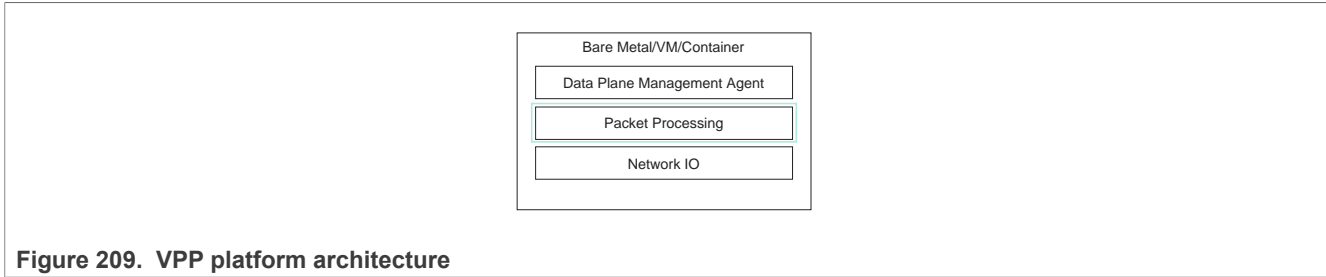 Bare Metal/VM/Container
Data Plane Management Agent
Packet Processing
Network IO
Figure 209. VPP platform architecture